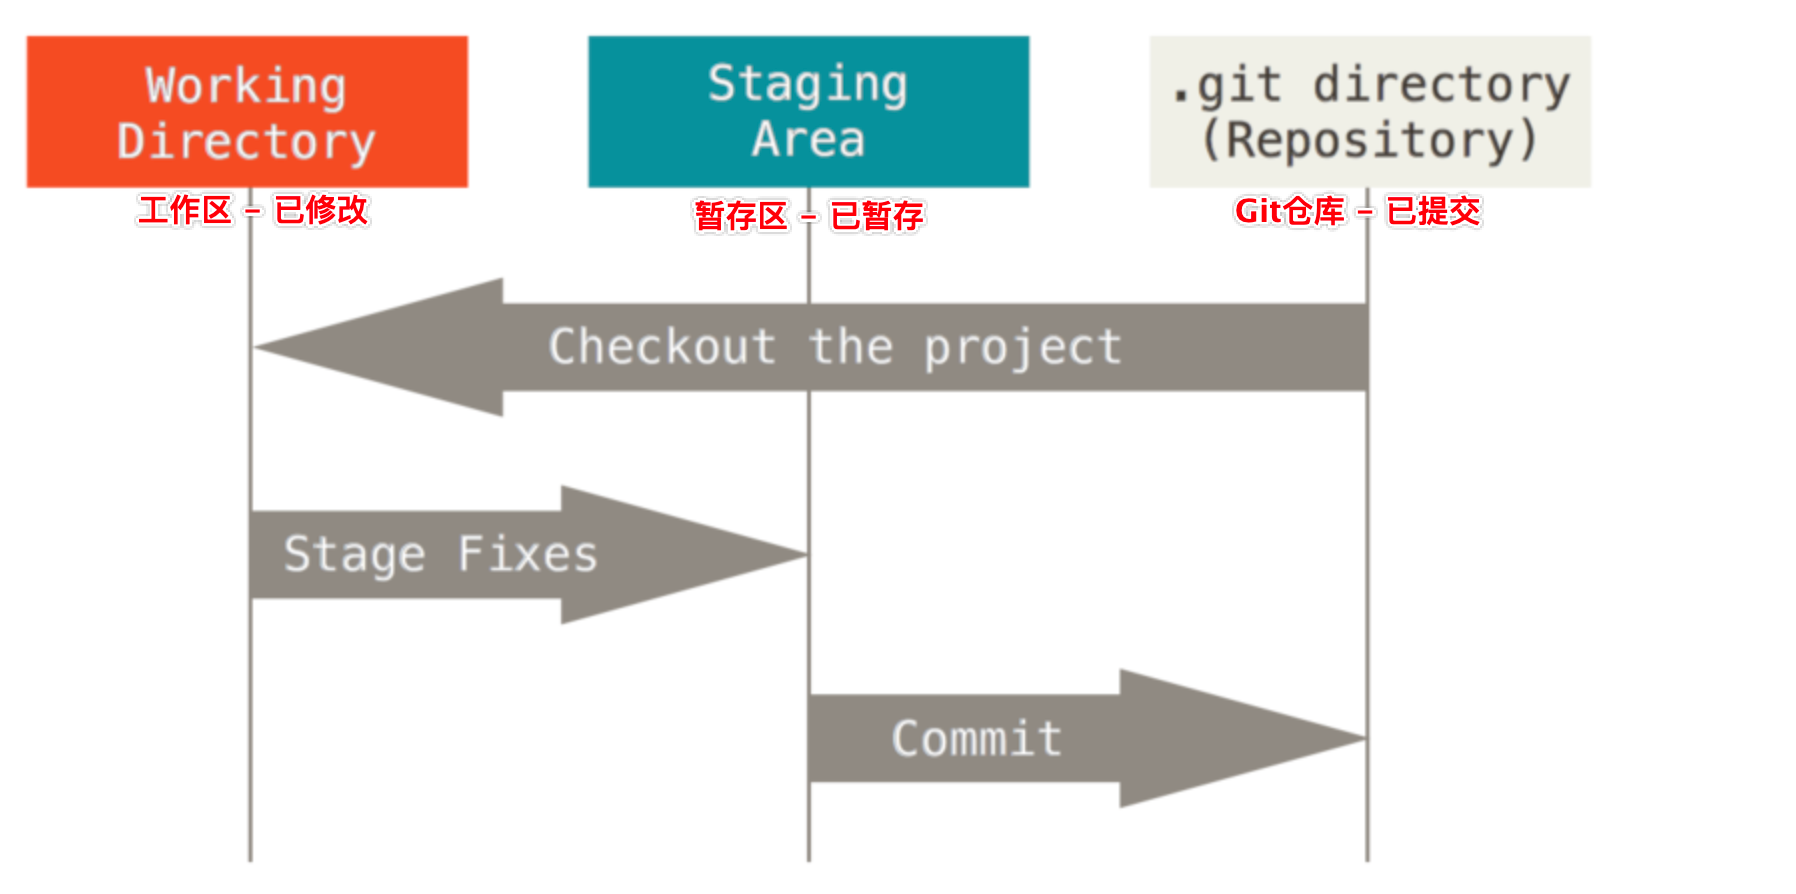 Working
Directory
Staging
Area
.git directory
(Repository)
工作区 - 已修改
暂存区 - 已暂存
Git仓库 - 已提交
Checkout the project
Stage Fixes
Commit